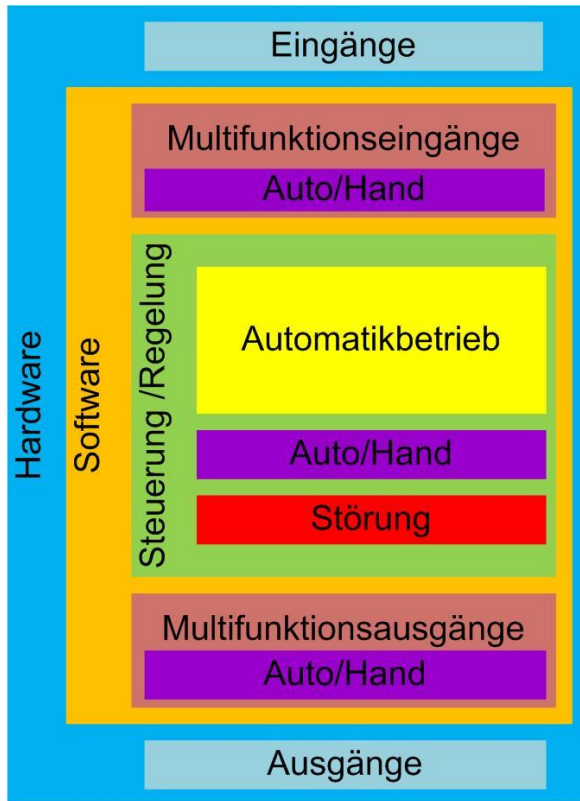 Eingänge
Multifunktionseingänge
Auto/Hand
Hardware
Software
Steuerung /Regelung
Automatikbetrieb
Auto/Hand
Störung
Multifunktionsausgänge
Auto/Hand
Ausgänge